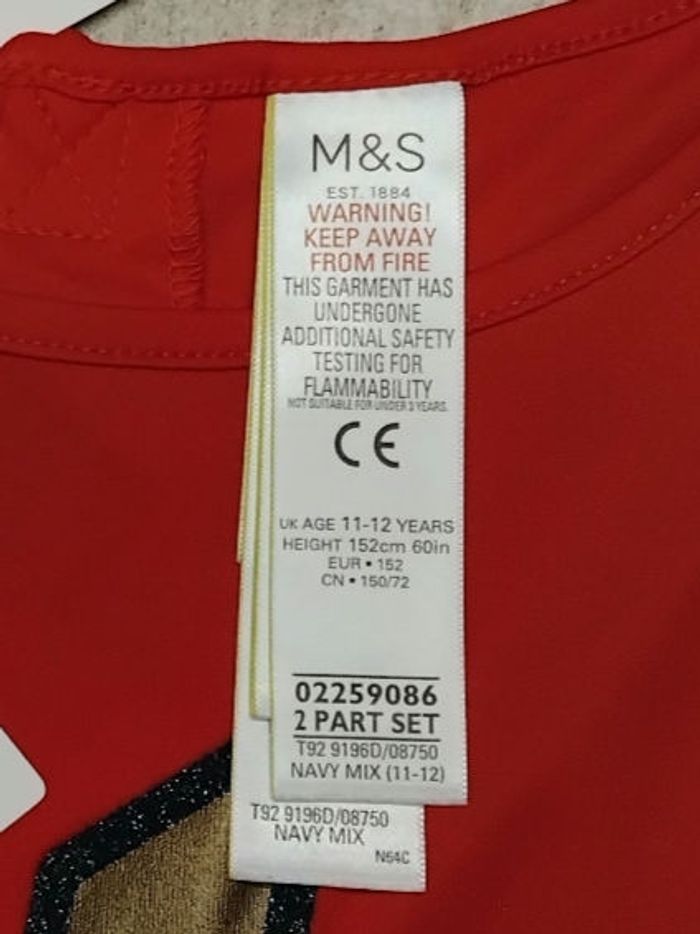 M&S
EST. 1884
WARNING!
KEEP AWAY
FROM FIRE
THIS GARMENT HAS
UNDERGONE
ADDITIONAL SAFETY
TESTING FOR
FLAMMABILITY
NOT SUITABLE FOR UNDER 3 YEARS.
CE
UK AGE 11-12 YEARS
HEIGHT 152cm 60in
EUR • 152
CN • 150/72
02259086
2 PART SET
T92 9196D/08750
NAVY MIX (11-12)
T92 9196D/08750
NAVY MIX
N64C